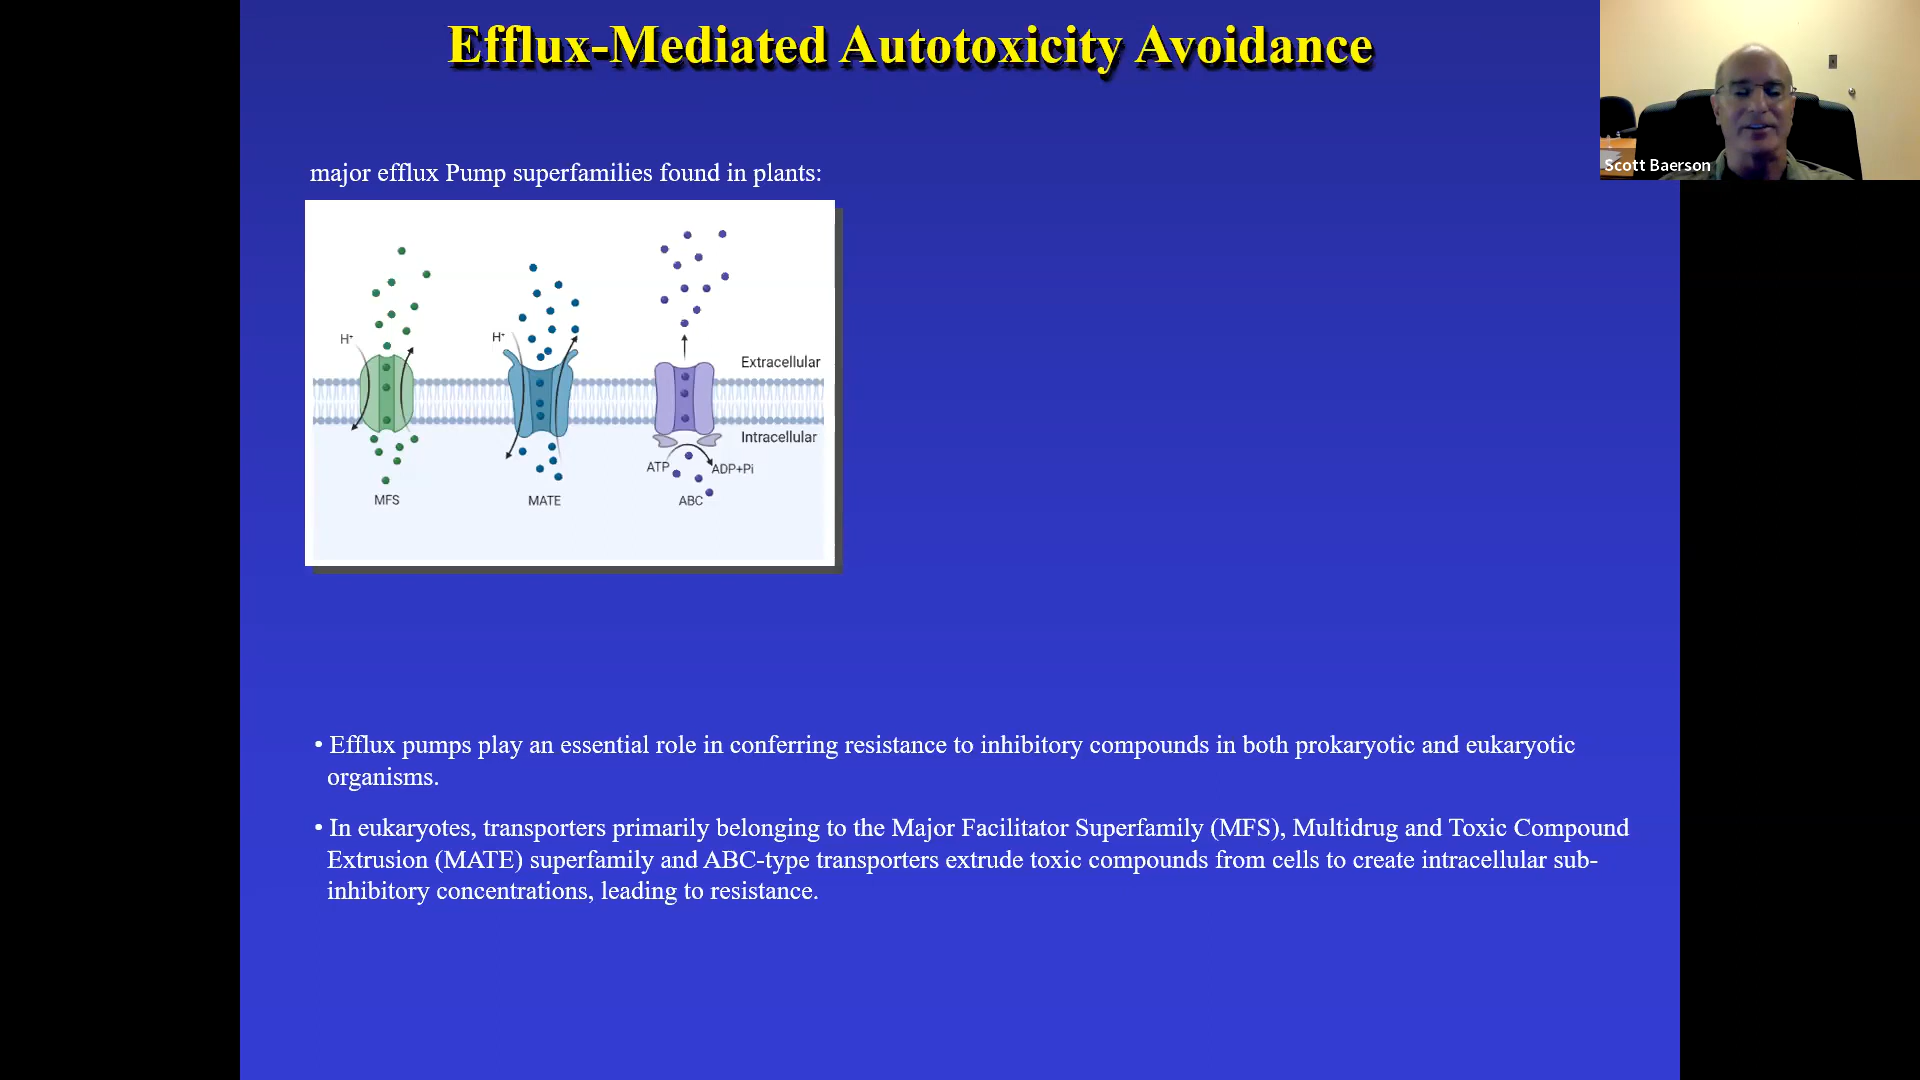 Efflux-Mediated Autotoxicity Avoidance
Scott Baerson
major efflux Pump superfamilies found in plants:
H+
H+
Extracellular
Intracellular
ATP
ADP+Pi
MFS
MATE
ABC
• Efflux pumps play an essential role in conferring resistance to inhibitory compounds in both prokaryotic and eukaryotic
organisms.
• In eukaryotes, transporters primarily belonging to the Major Facilitator Superfamily (MFS), Multidrug and Toxic Compound
Extrusion (MATE) superfamily and ABC-type transporters extrude toxic compounds from cells to create intracellular sub-
inhibitory concentrations, leading to resistance.